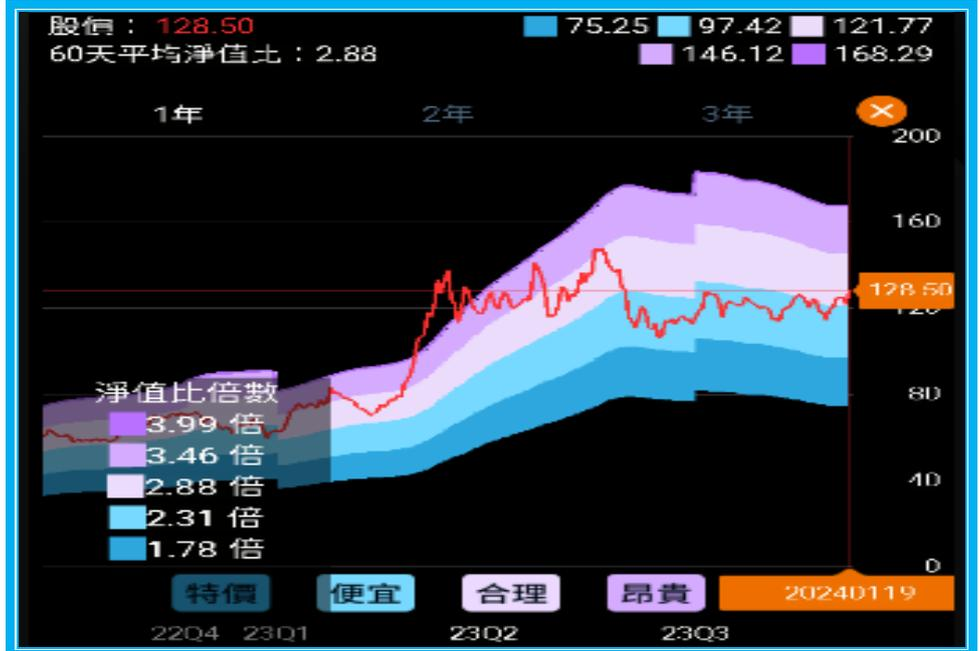 股價： 128.50 75.25 97.42 121.77
60天平均淨值比：2.88 146.12 168.29
1年 2年 3年
200
160
128.50
120
80
40
0
淨值比倍數
3.99 倍
3.46 倍
2.88 倍
2.31 倍
1.78 倍
特價 便宜 合理 昂貴 20240119
22Q4 23Q1 23Q2 23Q3